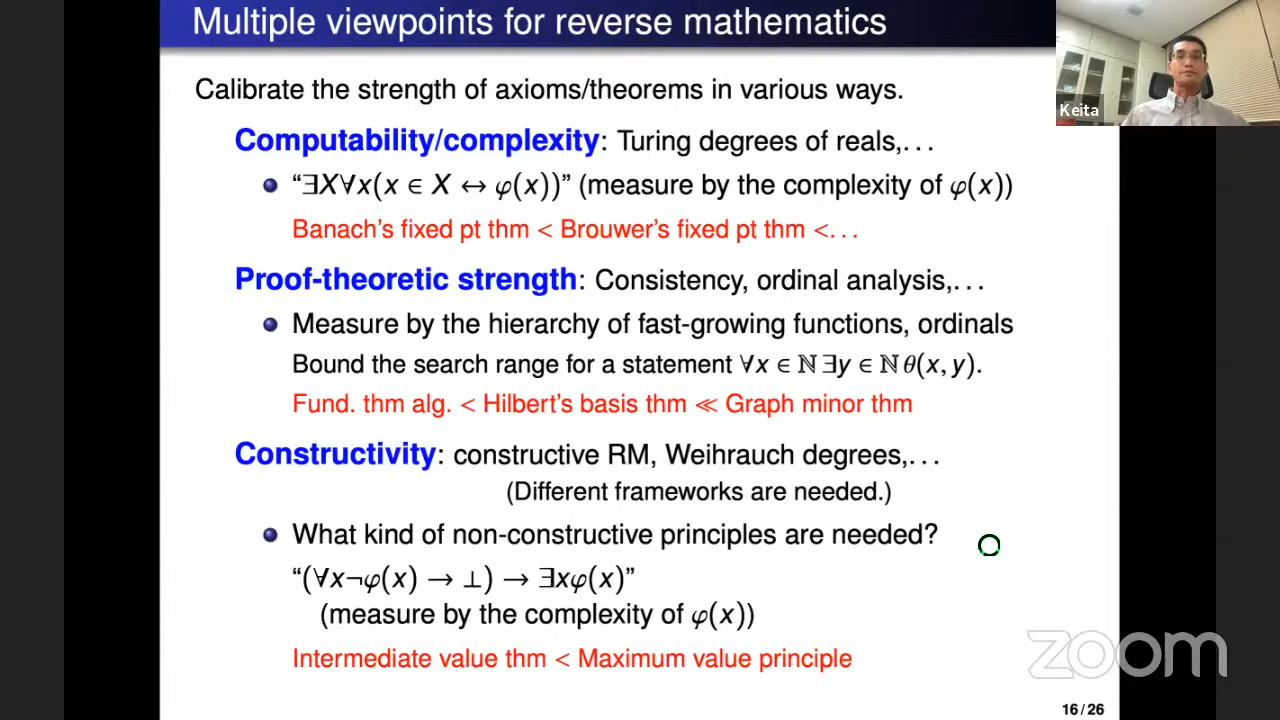 Multiple viewpoints for reverse mathematics
Keita
Calibrate the strength of axioms/theorems in various ways.
Computability/complexity: Turing degrees of reals,...
“∃X∀x(x ∈ X ↔ φ(x))” (measure by the complexity of φ(x))
Banach's fixed pt thm < Brouwer's fixed pt thm <...
Proof-theoretic strength: Consistency, ordinal analysis,...
Measure by the hierarchy of fast-growing functions, ordinals
Bound the search range for a statement ∀x ∈ ℕ ∃y ∈ ℕ θ(x, y).
Fund. thm alg. < Hilbert's basis thm ≪ Graph minor thm
Constructivity: constructive RM, Weihrauch degrees,...
(Different frameworks are needed.)
What kind of non-constructive principles are needed?
“(∀x¬φ(x) → ⊥) → ∃xφ(x)”
(measure by the complexity of φ(x))
Intermediate value thm < Maximum value principle
zoom
16 / 26